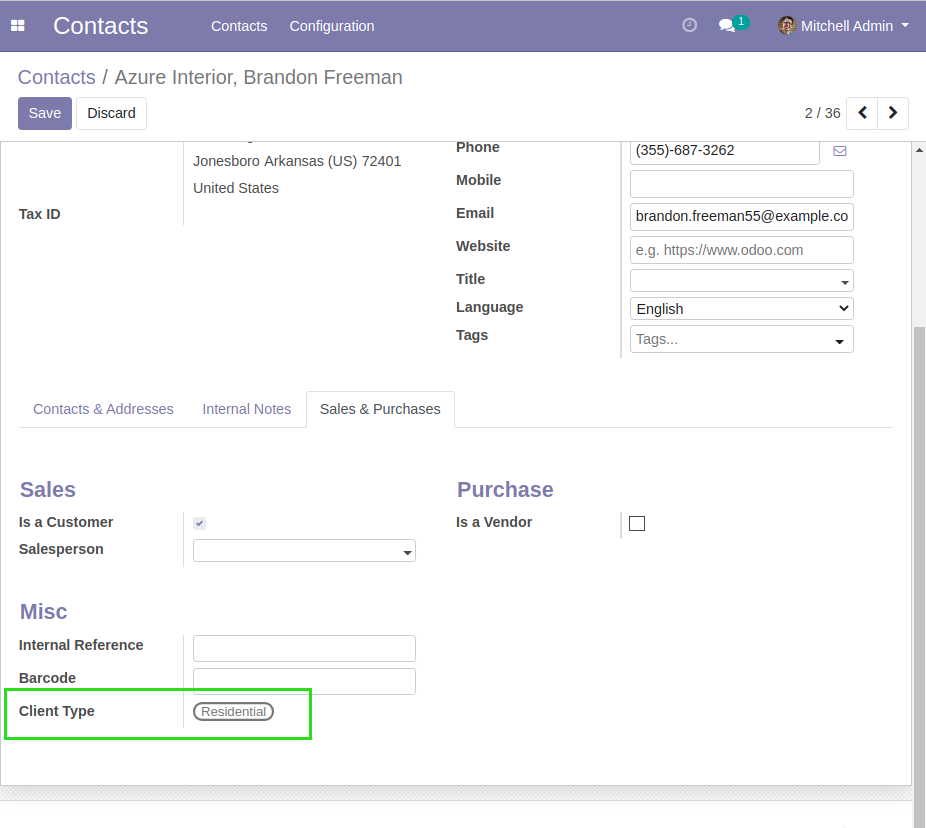 Contacts Contacts Configuration 1 Mitchell Admin
Contacts / Azure Interior, Brandon Freeman
Save Discard 2 / 36
Jonesboro Arkansas (US) 72401
United States
Tax ID
Phone (355)-687-3262
Mobile
Email brandon.freeman55@example.co
Website e.g. https://www.odoo.com
Title
Language English
Tags Tags...
Contacts & Addresses Internal Notes Sales & Purchases
Sales
Is a Customer
Salesperson
Purchase
Is a Vendor
Misc
Internal Reference
Barcode
Client Type Residential